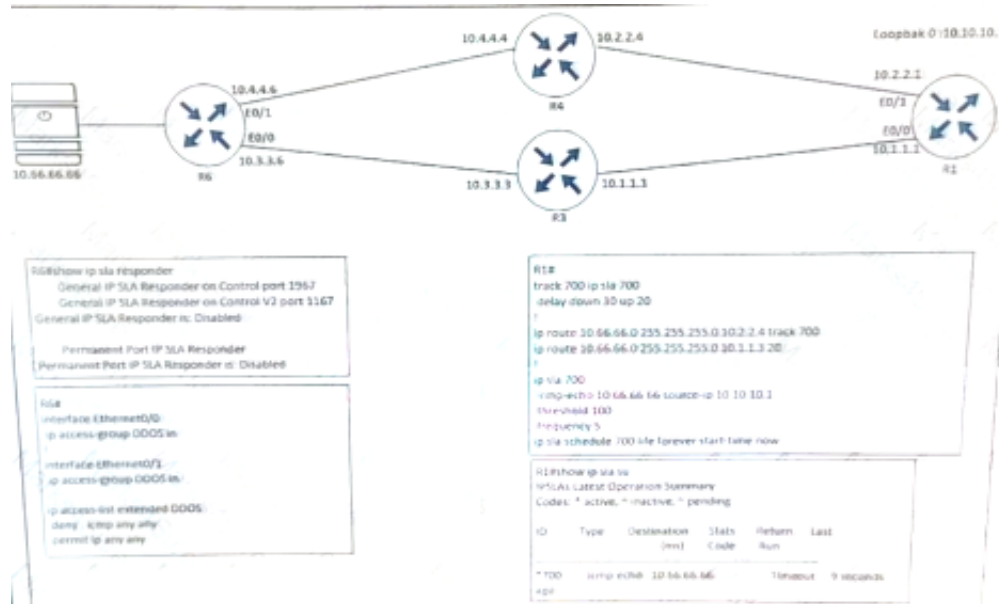 Loopbak 0 :10.10.10.
10.4.4.4
10.2.2.4
10.2.2.1
E0/1
E0/0
10.1.1.1
R1
R4
10.4.4.6
E0/1
E0/0
10.3.3.6
R6
10.66.66.66
10.3.3.3
10.1.1.3
R3
R6#show ip sla responder
General IP SLA Responder on Control port 1967
General IP SLA Responder on Control V2 port 1167
General IP SLA Responder is: Disabled
Permanent Port IP SLA Responder
Permanent Port IP SLA Responder is: Disabled
R6#
interface Ethernet0/0
ip access-group DDOS in
!
interface Ethernet0/1
ip access-group DDOS in
ip access-list extended DDOS
deny icmp any any
permit ip any any
R1#
track 700 ip sla 700
delay down 30 up 20
!
ip route 10.66.66.0 255.255.255.0 10.2.2.4 track 700
ip route 10.66.66.0 255.255.255.0 10.1.1.3 20
!
ip sla 700
icmp-echo 10.66.66.66 source-ip 10.10.10.1
threshold 100
frequency 5
ip sla schedule 700 life forever start-time now
R1#show ip sla su
IPSLAs Latest Operation Summary
Codes: * active, ^ inactive, ~ pending
ID Type Destination Stats Return Last
(ms) Code Run
*700 icmp-echo 10.66.66.66 Timeout 9 seconds
ago